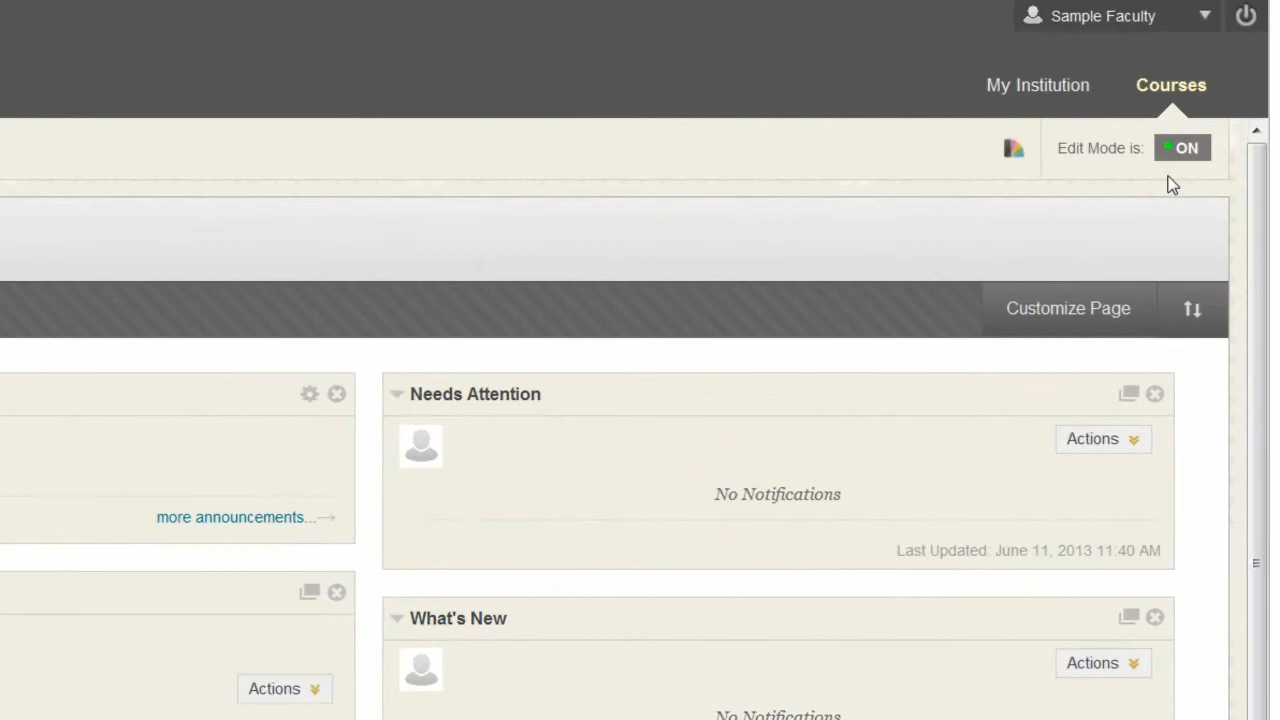 Sample Faculty
My Institution
Courses
Edit Mode is:
ON
Customize Page
Needs Attention
Actions
No Notifications
more announcements...
Last Updated: June 11, 2013 11:40 AM
What's New
Actions
Actions
No Notifications